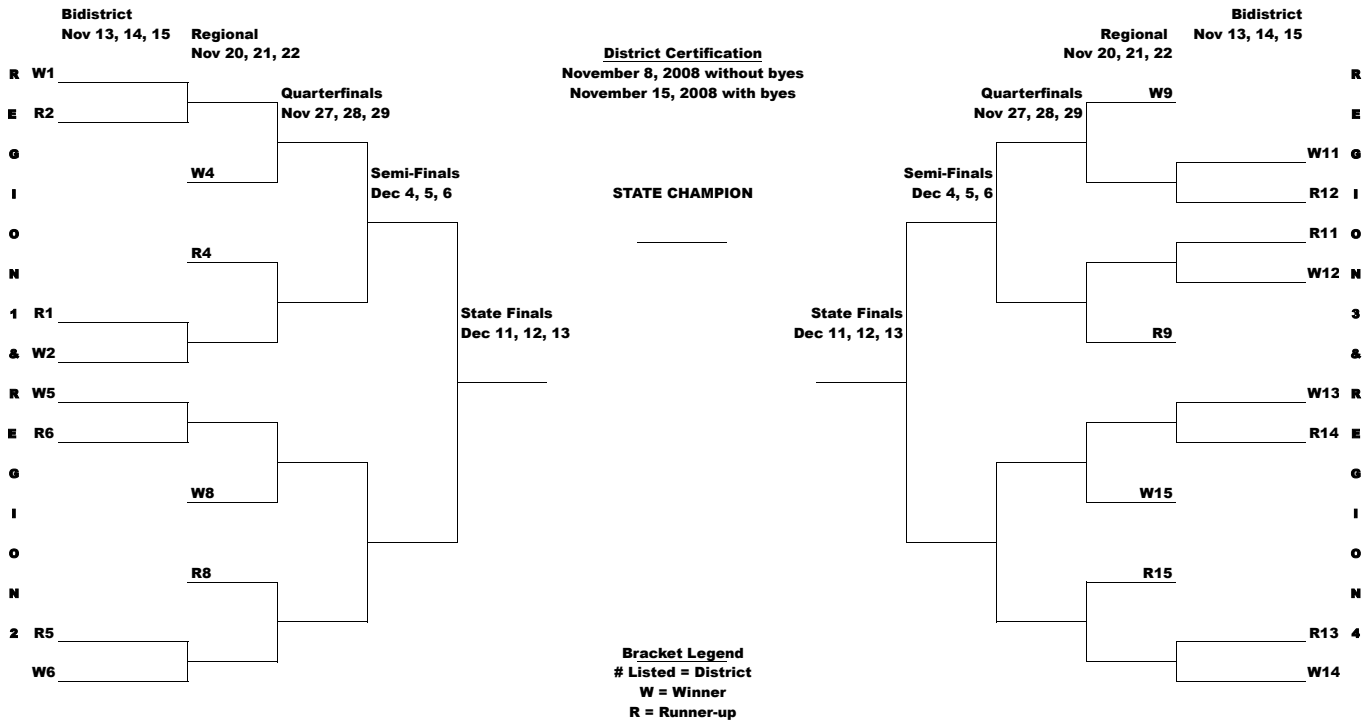 Bidistrict
Nov 13, 14, 15
Regional
Nov 20, 21, 22
Quarterfinals
Nov 27, 28, 29
Semi-Finals
Dec 4, 5, 6
State Finals
Dec 11, 12, 13
REGION 1 & REGION 2
W1
R2
W4
R4
R1
W2
W5
R6
W8
R8
R5
W6
District Certification
November 8, 2008 without byes
November 15, 2008 with byes
STATE CHAMPION
Bracket Legend
# Listed = District
W = Winner
R = Runner-up
Bidistrict
Nov 13, 14, 15
Regional
Nov 20, 21, 22
Quarterfinals
Nov 27, 28, 29
Semi-Finals
Dec 4, 5, 6
State Finals
Dec 11, 12, 13
W9
W11
R12
R11
W12
R9
W13
R14
W15
R15
R13
W14
REGION 3 & REGION 4